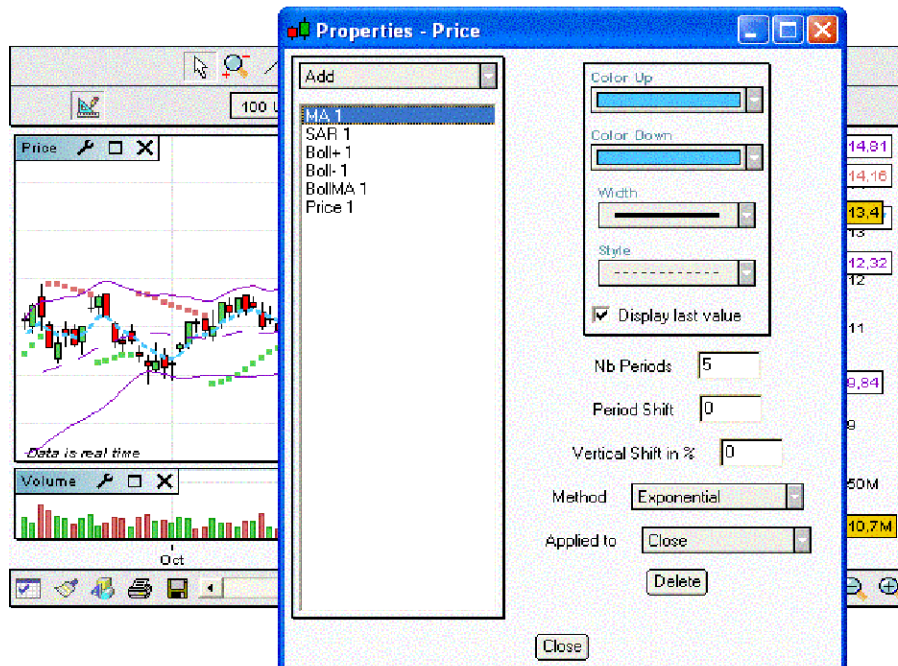 Properties - Price
Add
MA 1
SAR 1
Boll+ 1
Boll- 1
BollMA 1
Price 1
Color Up
Color Down
Width
Style
Display last value
Nb Periods 5
Period Shift 0
Vertical Shift in % 0
Method Exponential
Applied to Close
Delete
Close
100
Price
Data is real time
Volume
Oct
14,81
14,16
13,4
13
12,32
12
11
9,84
9
50M
10,7M